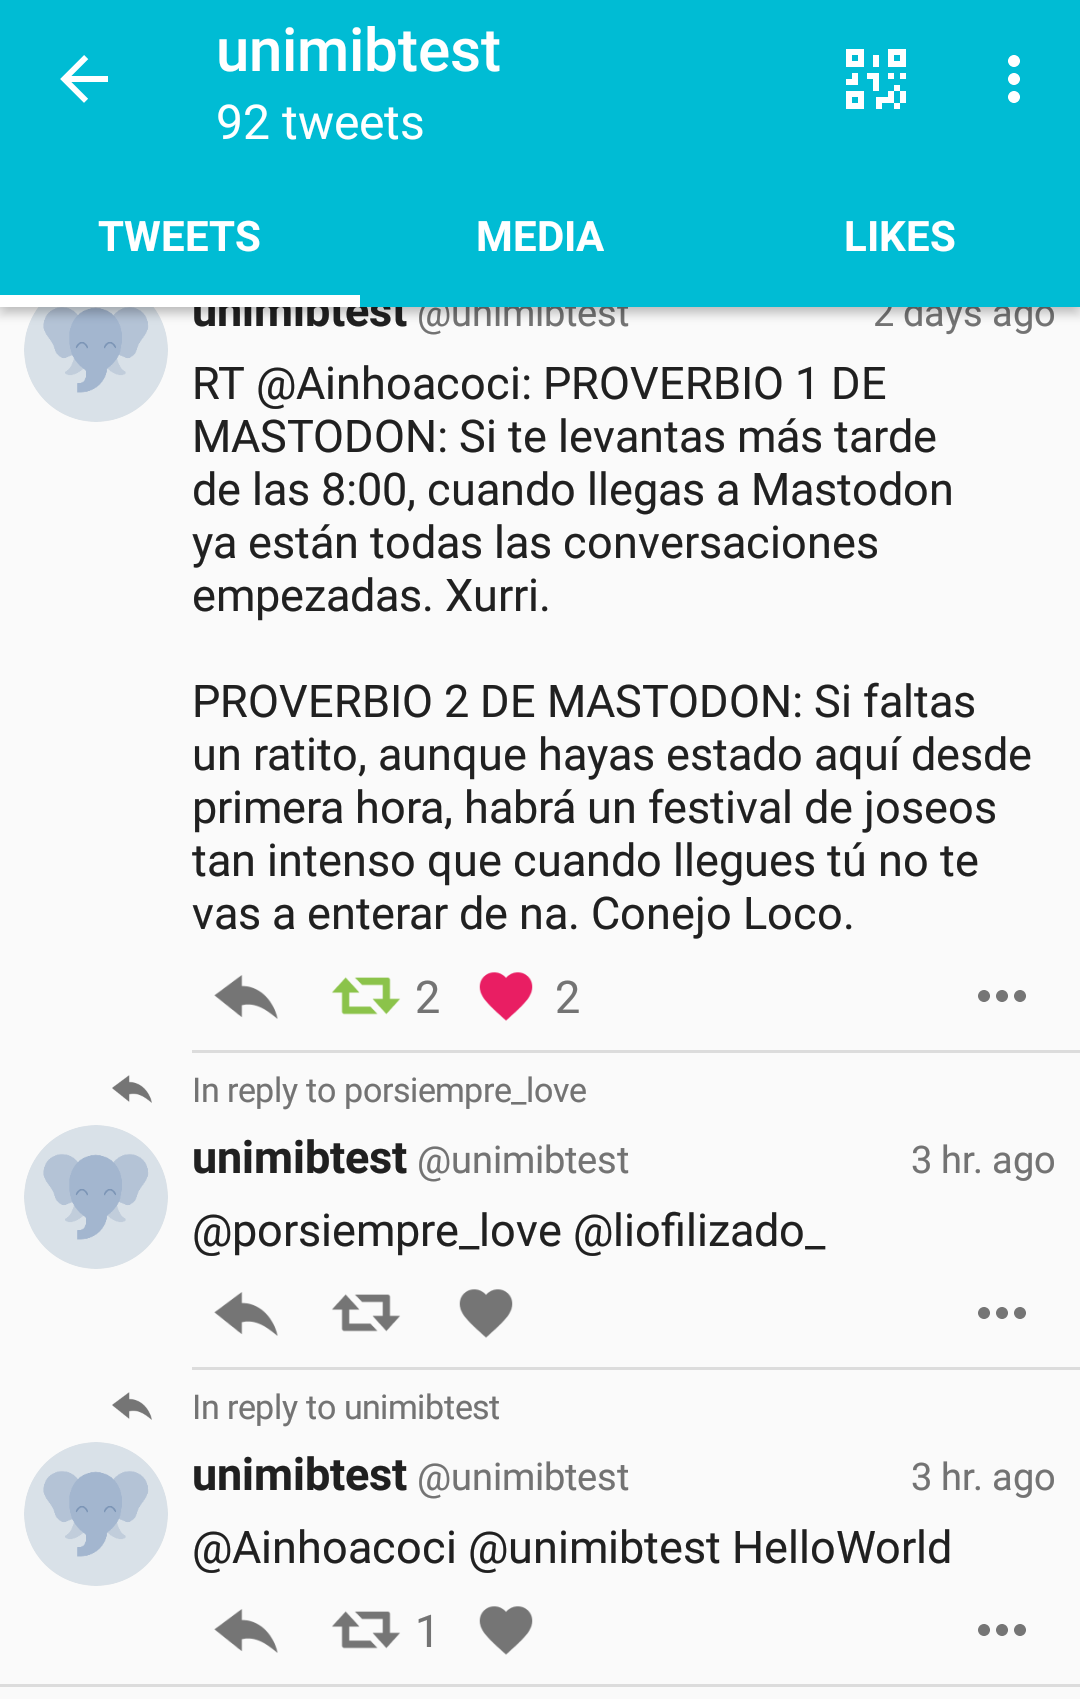 unimibtest
92 tweets
TWEETS MEDIA LIKES
unimibtest @unimibtest 2 days ago
RT @Ainhoacoci: PROVERBIO 1 DE
MASTODON: Si te levantas más tarde
de las 8:00, cuando llegas a Mastodon
ya están todas las conversaciones
empezadas. Xurri.
PROVERBIO 2 DE MASTODON: Si faltas
un ratito, aunque hayas estado aquí desde
primera hora, habrá un festival de joseos
tan intenso que cuando llegues tú no te
vas a enterar de na. Conejo Loco.
2 2
In reply to porsiempre_love
unimibtest @unimibtest 3 hr. ago
@porsiempre_love @liofilizado_
In reply to unimibtest
unimibtest @unimibtest 3 hr. ago
@Ainhoacoci @unimibtest HelloWorld
1